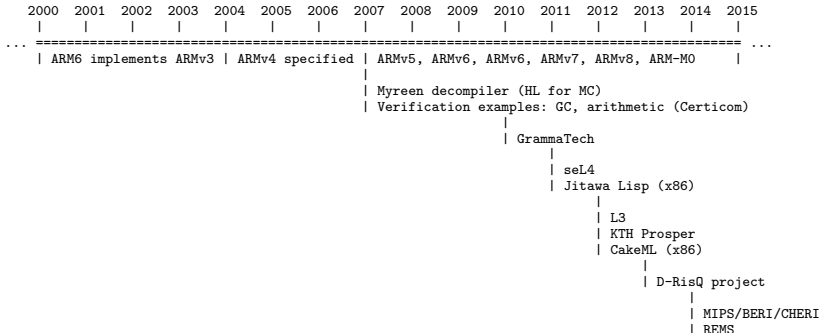 2000 2001 2002 2003 2004 2005 2006 2007 2008 2009 2010 2011 2012 2013 2014 2015
| | | | | | | | | | | | | | | |
... ========================================================================================== ...
| ARM6 implements ARMv3 | ARMv4 specified | ARMv5, ARMv6, ARMv6, ARMv7, ARMv8, ARM-M0 |
|
| Myreen decompiler (HL for MC)
| Verification examples: GC, arithmetic (Certicom)
|
| GrammaTech
|
| seL4
| Jitawa Lisp (x86)
|
| L3
| KTH Prosper
| CakeML (x86)
|
| D-RisQ project
|
| MIPS/BERI/CHERI
| REMS